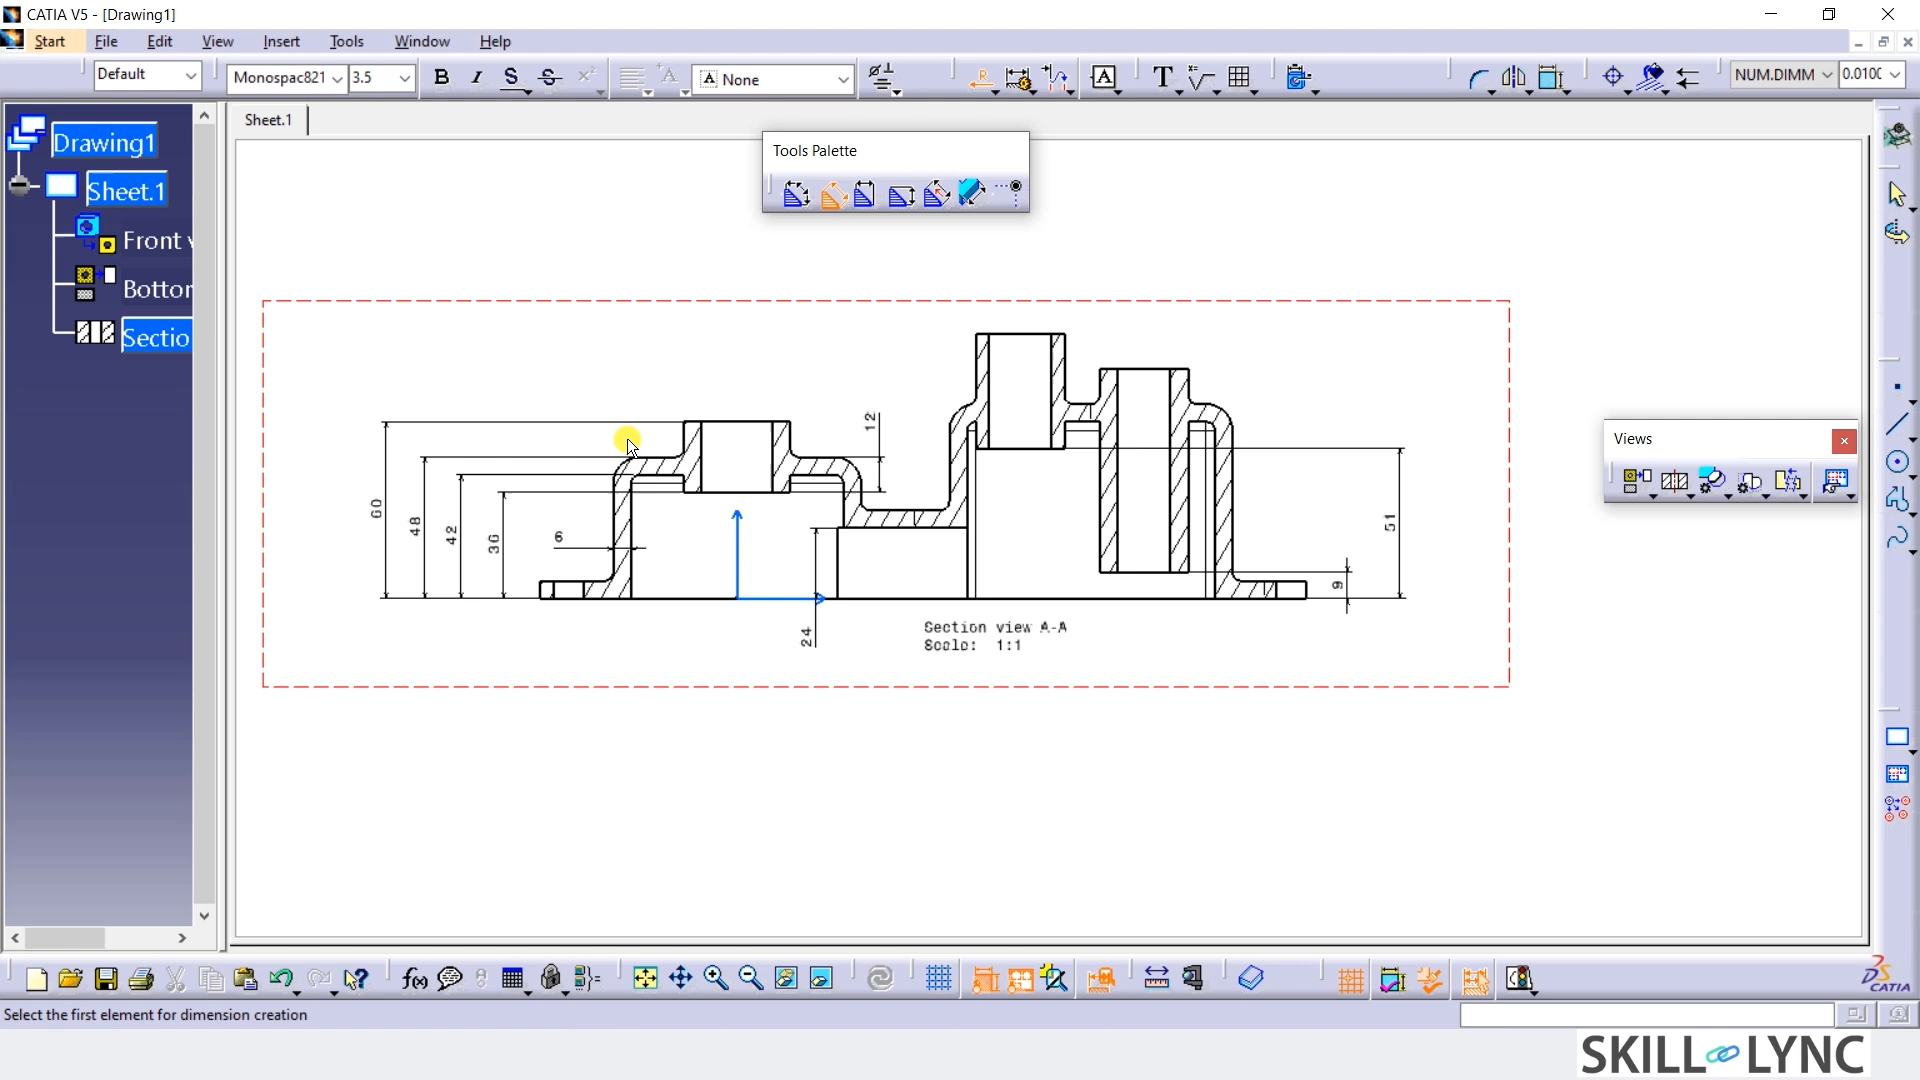 CATIA V5 - [Drawing1]
Start File Edit View Insert Tools Window Help
Default Monospac821 3.5 B I S S A None T NUM.DIMM 0.010
Sheet.1
Drawing1
Sheet.1
Front v
Bottor
Sectio
Tools Palette
Views
12
60
48
42
36
6
24
51
9
Section view A-A
Scale: 1:1
f(x)
CATIA
Select the first element for dimension creation
SKILL LYNC